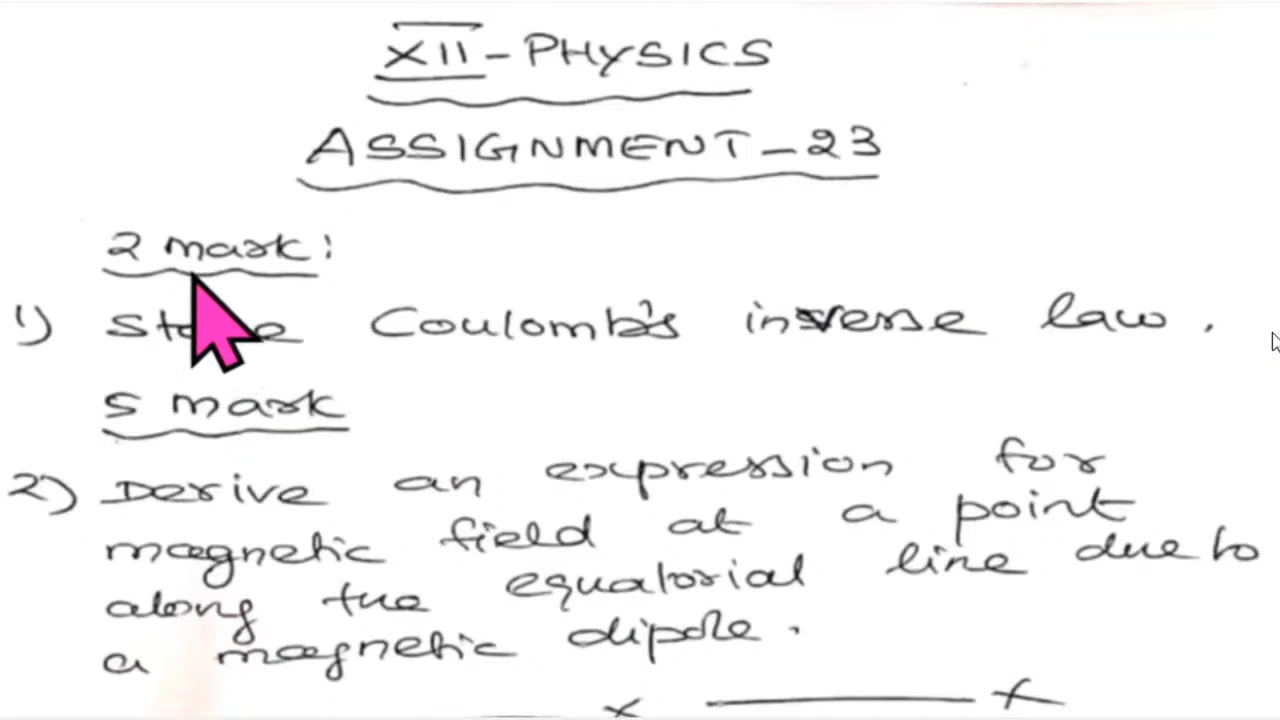 XII - PHYSICS
ASSIGNMENT - 23
2 mark:
1) State Coulomb's inverse law.
5 mark
2) Derive an expression for
magnetic field at a point
along the equatorial line due to
a magnetic dipole.